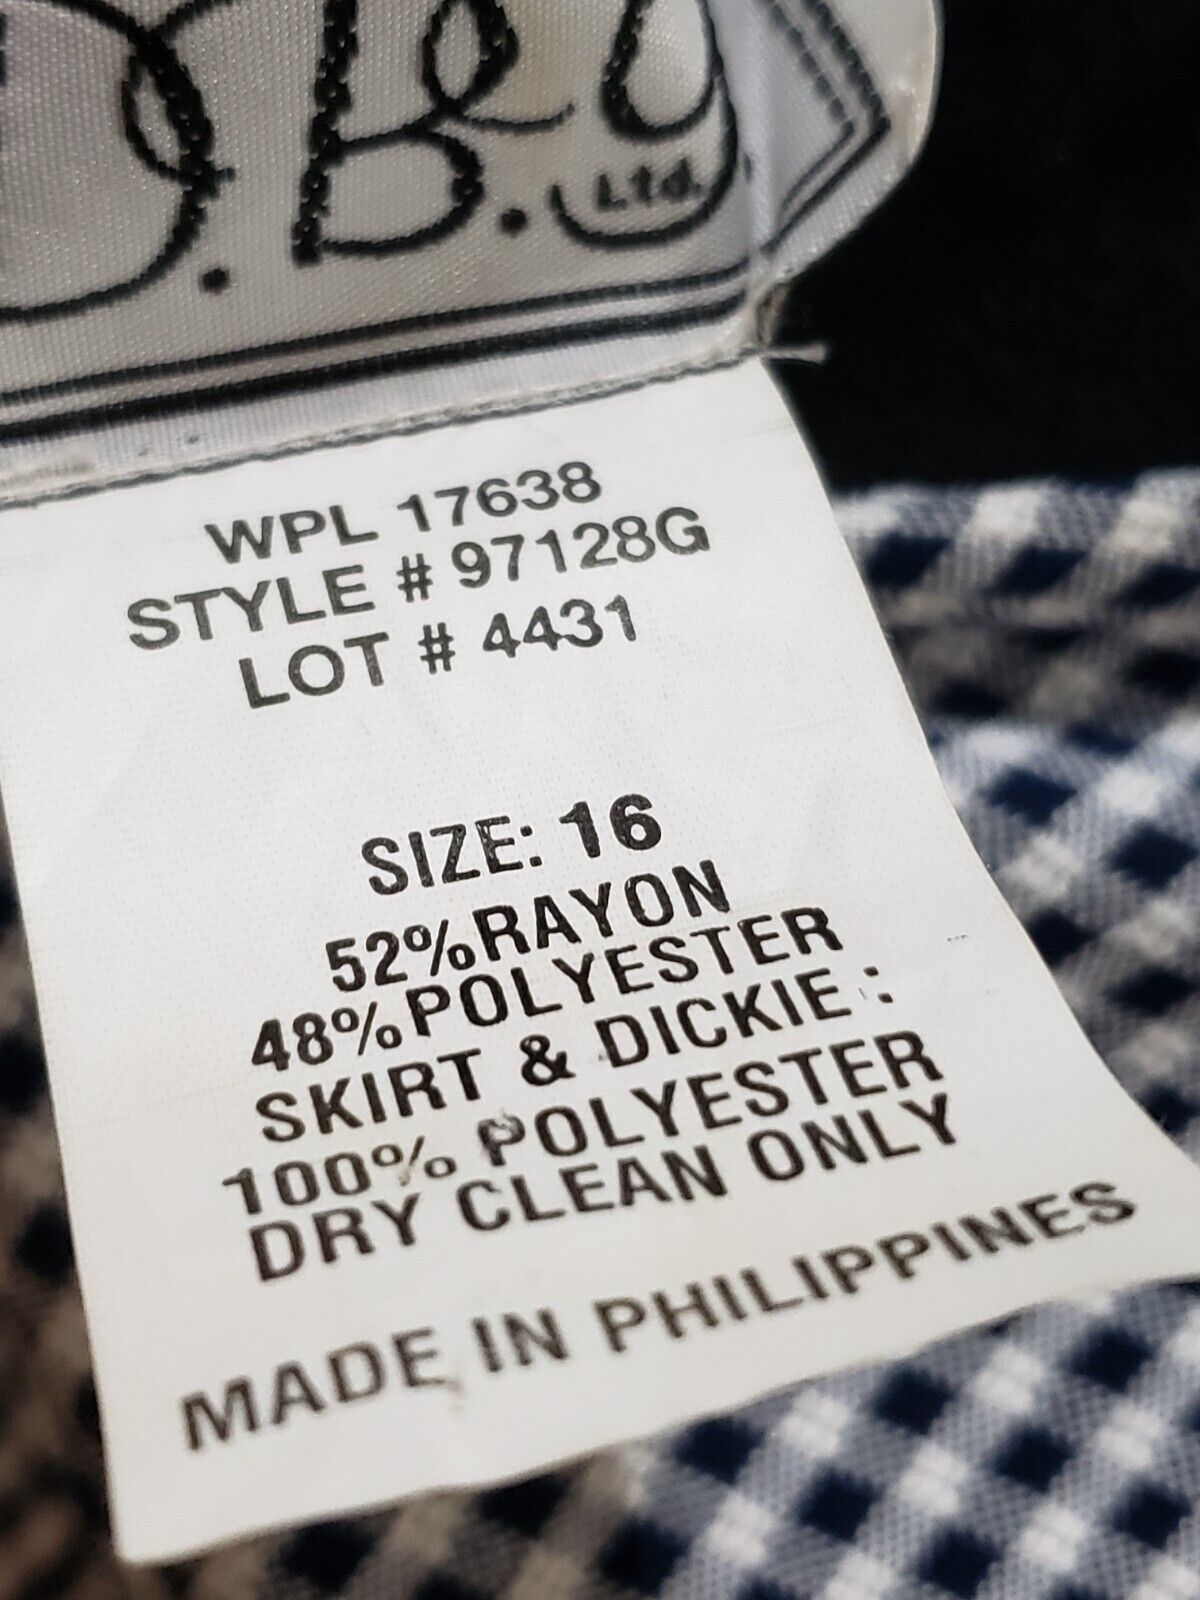 Ltd.
WPL 17638
STYLE # 97128G
LOT # 4431
SIZE: 16
52%RAYON
48%POLYESTER
SKIRT & DICKIE :
100% POLYESTER
DRY CLEAN ONLY
MADE IN PHILIPPINES